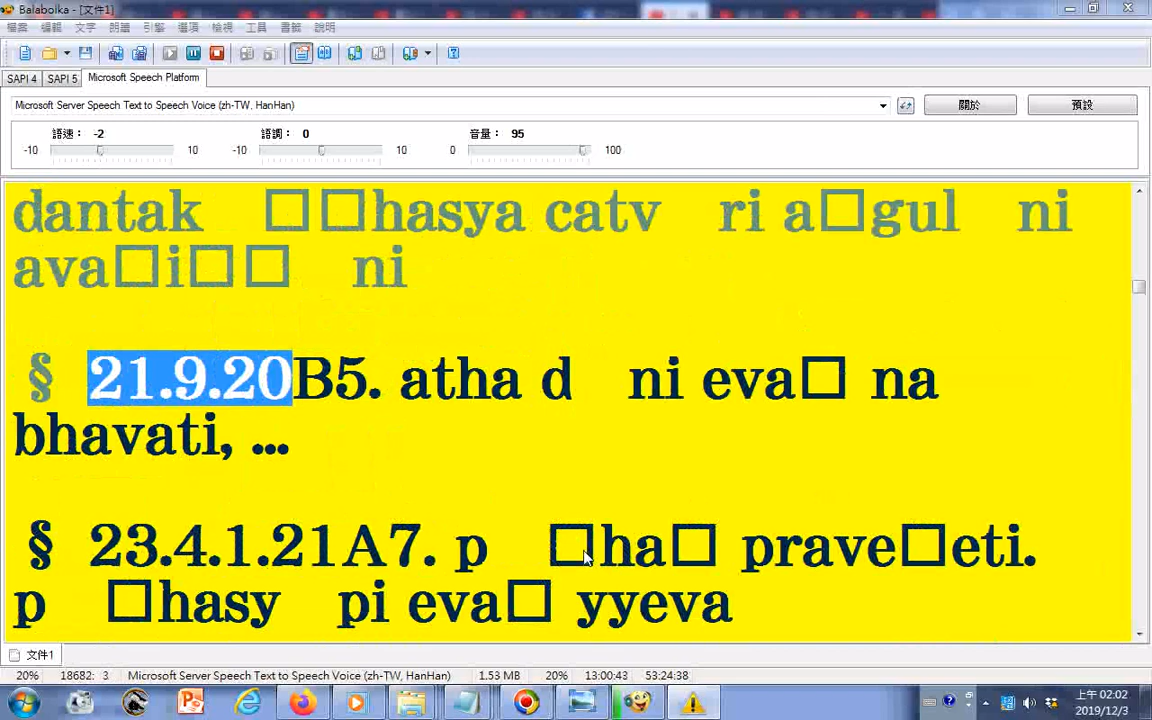 Balabolka - [文件1]
檔案 編輯 文字 朗讀 引擎 選項 檢視 工具 書籤 說明
SAPI 4 SAPI 5 Microsoft Speech Platform
Microsoft Server Speech Text to Speech Voice (zh-TW, HanHan) 關於 預設
語速： -2 語調： 0 音量： 95
-10 10 -10 10 0 100
dantak □□hasya catv ri a□gul ni
ava□i□□ ni
§ 21.9.20B5. atha d ni eva□ na
bhavati, ...
§ 23.4.1.21A7. p □ha□ prave□eti.
p □hasy pi eva□ yyeva
文件1
20% 18682: 3 Microsoft Server Speech Text to Speech Voice (zh-TW, HanHan) 1.53 MB 20% 13:00:43 53:24:38
上午 02:02
2019/12/3